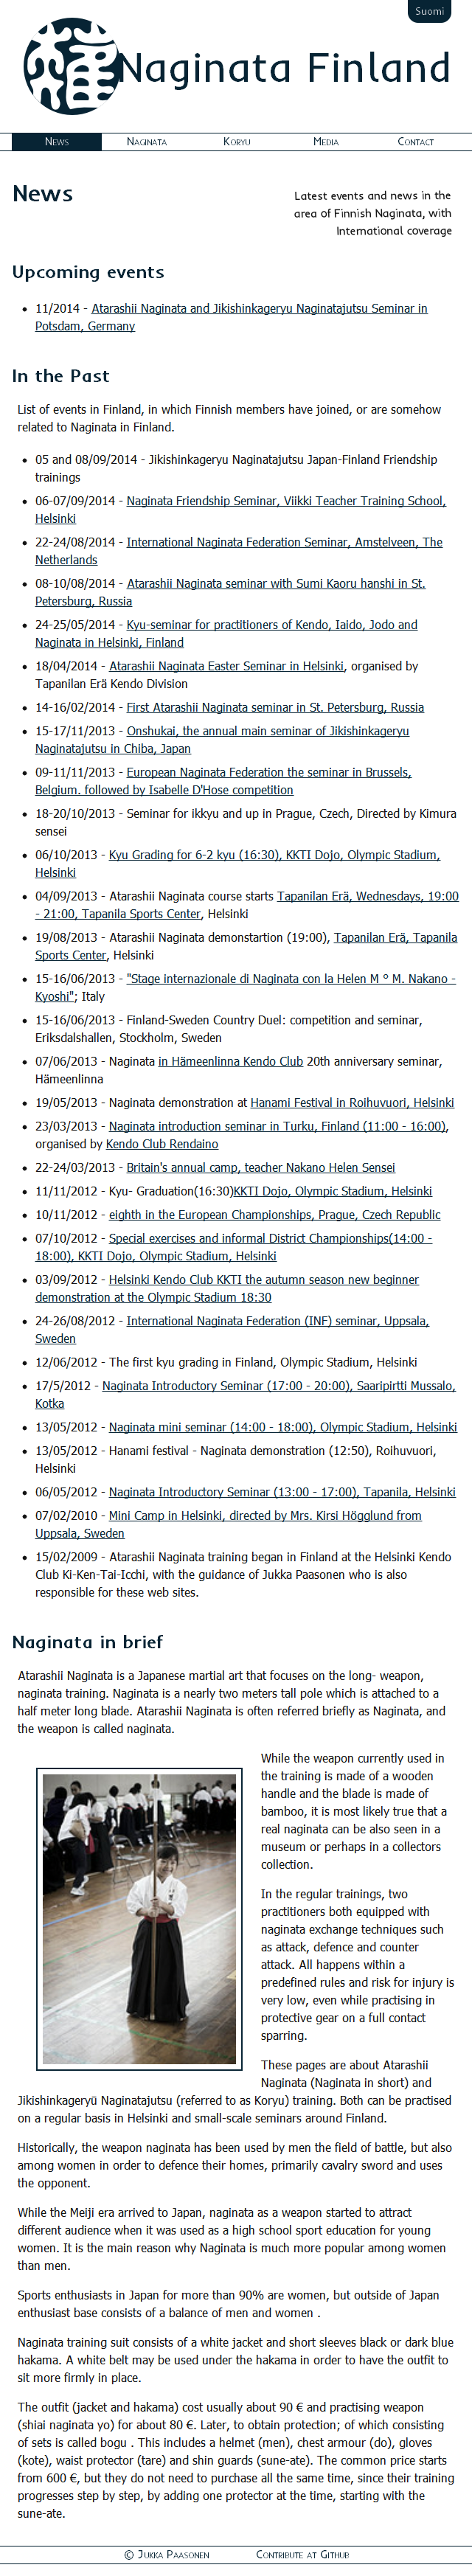 Suomi
Naginata Finland
News
Naginata
Koryu
Media
Contact
News
Latest events and news in the
area of Finnish Naginata, with
International coverage
Upcoming events
11/2014 - Atarashii Naginata and Jikishinkageryu Naginatajutsu Seminar in
Potsdam, Germany
In the Past
List of events in Finland, in which Finnish members have joined, or are somehow
related to Naginata in Finland.
05 and 08/09/2014 - Jikishinkageryu Naginatajutsu Japan-Finland Friendship
trainings
06-07/09/2014 - Naginata Friendship Seminar, Viikki Teacher Training School,
Helsinki
22-24/08/2014 - International Naginata Federation Seminar, Amstelveen, The
Netherlands
08-10/08/2014 - Atarashii Naginata seminar with Sumi Kaoru hanshi in St.
Petersburg, Russia
24-25/05/2014 - Kyu-seminar for practitioners of Kendo, Iaido, Jodo and
Naginata in Helsinki, Finland
18/04/2014 - Atarashii Naginata Easter Seminar in Helsinki, organised by
Tapanilan Erä Kendo Division
14-16/02/2014 - First Atarashii Naginata seminar in St. Petersburg, Russia
15-17/11/2013 - Onshukai, the annual main seminar of Jikishinkageryu
Naginatajutsu in Chiba, Japan
09-11/11/2013 - European Naginata Federation the seminar in Brussels,
Belgium. followed by Isabelle D'Hose competition
18-20/10/2013 - Seminar for ikkyu and up in Prague, Czech, Directed by Kimura
sensei
06/10/2013 - Kyu Grading for 6-2 kyu (16:30), KKTI Dojo, Olympic Stadium,
Helsinki
04/09/2013 - Atarashii Naginata course starts Tapanilan Erä, Wednesdays, 19:00
- 21:00, Tapanila Sports Center, Helsinki
19/08/2013 - Atarashii Naginata demonstartion (19:00), Tapanilan Erä, Tapanila
Sports Center, Helsinki
15-16/06/2013 - "Stage internazionale di Naginata con la Helen M º M. Nakano -
Kyoshi"; Italy
15-16/06/2013 - Finland-Sweden Country Duel: competition and seminar,
Eriksdalshallen, Stockholm, Sweden
07/06/2013 - Naginata in Hämeenlinna Kendo Club 20th anniversary seminar,
Hämeenlinna
19/05/2013 - Naginata demonstration at Hanami Festival in Roihuvuori, Helsinki
23/03/2013 - Naginata introduction seminar in Turku, Finland (11:00 - 16:00),
organised by Kendo Club Rendaino
22-24/03/2013 - Britain's annual camp, teacher Nakano Helen Sensei
11/11/2012 - Kyu- Graduation(16:30)KKTI Dojo, Olympic Stadium, Helsinki
10/11/2012 - eighth in the European Championships, Prague, Czech Republic
07/10/2012 - Special exercises and informal District Championships(14:00 -
18:00), KKTI Dojo, Olympic Stadium, Helsinki
03/09/2012 - Helsinki Kendo Club KKTI the autumn season new beginner
demonstration at the Olympic Stadium 18:30
24-26/08/2012 - International Naginata Federation (INF) seminar, Uppsala,
Sweden
12/06/2012 - The first kyu grading in Finland, Olympic Stadium, Helsinki
17/5/2012 - Naginata Introductory Seminar (17:00 - 20:00), Saaripirtti Mussalo,
Kotka
13/05/2012 - Naginata mini seminar (14:00 - 18:00), Olympic Stadium, Helsinki
13/05/2012 - Hanami festival - Naginata demonstration (12:50), Roihuvuori,
Helsinki
06/05/2012 - Naginata Introductory Seminar (13:00 - 17:00), Tapanila, Helsinki
07/02/2010 - Mini Camp in Helsinki, directed by Mrs. Kirsi Högglund from
Uppsala, Sweden
15/02/2009 - Atarashii Naginata training began in Finland at the Helsinki Kendo
Club Ki-Ken-Tai-Icchi, with the guidance of Jukka Paasonen who is also
responsible for these web sites.
Naginata in brief
Atarashii Naginata is a Japanese martial art that focuses on the long- weapon,
naginata training. Naginata is a nearly two meters tall pole which is attached to a
half meter long blade. Atarashii Naginata is often referred briefly as Naginata, and
the weapon is called naginata.
While the weapon currently used in
the training is made of a wooden
handle and the blade is made of
bamboo, it is most likely true that a
real naginata can be also seen in a
museum or perhaps in a collectors
collection.
In the regular trainings, two
practitioners both equipped with
naginata exchange techniques such
as attack, defence and counter
attack. All happens within a
predefined rules and risk for injury is
very low, even while practising in
protective gear on a full contact
sparring.
These pages are about Atarashii
Naginata (Naginata in short) and
Jikishinkageryū Naginatajutsu (referred to as Koryu) training. Both can be practised
on a regular basis in Helsinki and small-scale seminars around Finland.
Historically, the weapon naginata has been used by men the field of battle, but also
among women in order to defence their homes, primarily cavalry sword and uses
the opponent.
While the Meiji era arrived to Japan, naginata as a weapon started to attract
different audience when it was used as a high school sport education for young
women. It is the main reason why Naginata is much more popular among women
than men.
Sports enthusiasts in Japan for more than 90% are women, but outside of Japan
enthusiast base consists of a balance of men and women .
Naginata training suit consists of a white jacket and short sleeves black or dark blue
hakama. A white belt may be used under the hakama in order to have the outfit to
sit more firmly in place.
The outfit (jacket and hakama) cost usually about 90 € and practising weapon
(shiai naginata yo) for about 80 €. Later, to obtain protection; of which consisting
of sets is called bogu . This includes a helmet (men), chest armour (do), gloves
(kote), waist protector (tare) and shin guards (sune-ate). The common price starts
from 600 €, but they do not need to purchase all the same time, since their training
progresses step by step, by adding one protector at the time, starting with the
sune-ate.
© Jukka Paasonen
Contribute at Github